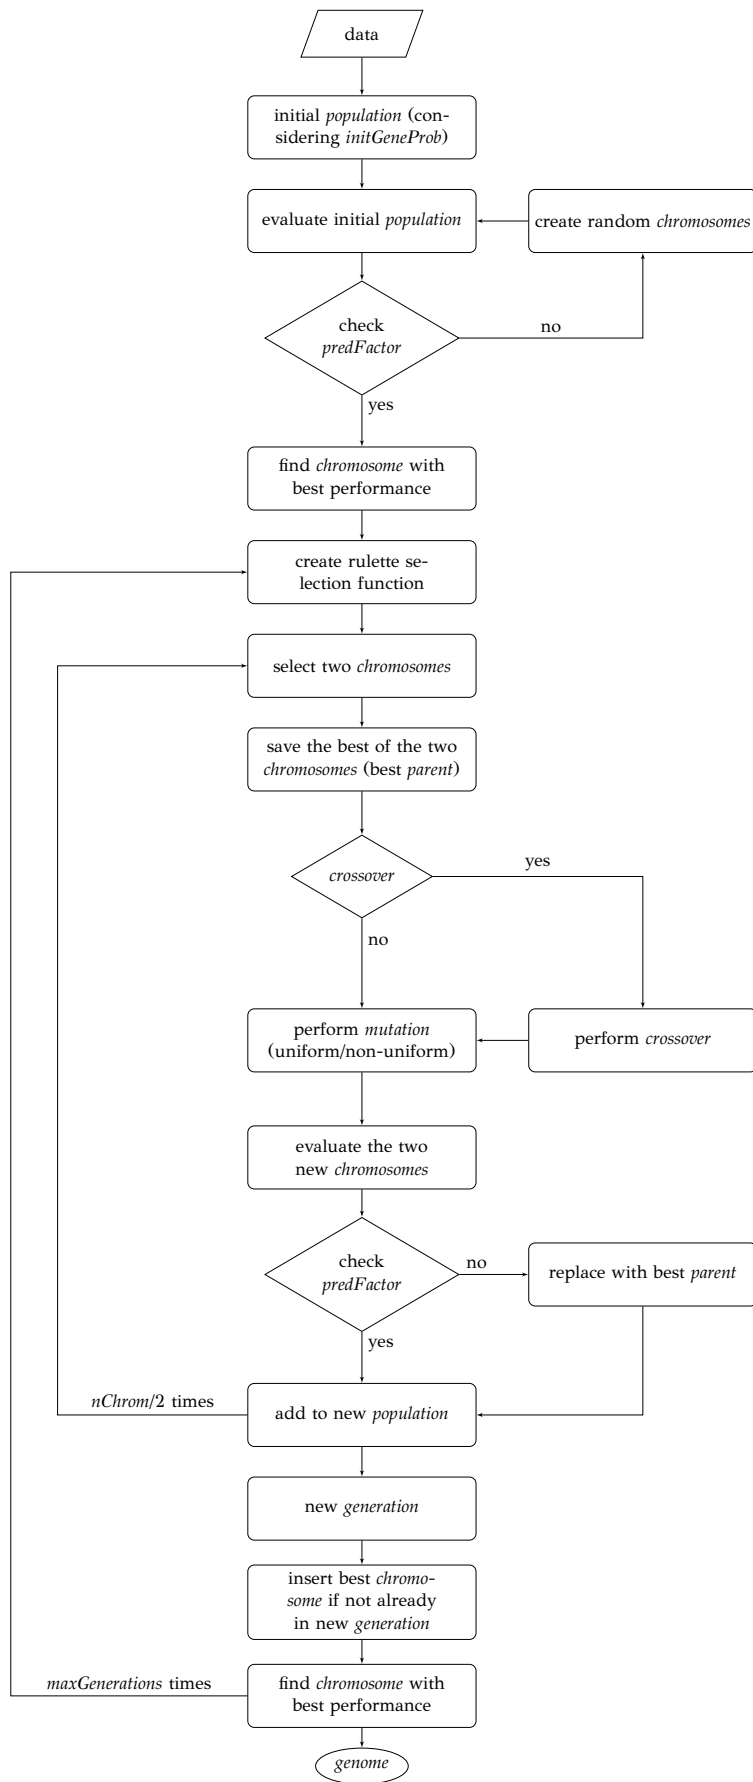 data
initial population (con-
sidering initGeneProb)
evaluate initial population
create random chromosomes
check
predFactor
no
yes
find chromosome with
best performance
create rulette se-
lection function
select two chromosomes
save the best of the two
chromosomes (best parent)
crossover
yes
no
perform mutation
(uniform/non-uniform)
perform crossover
evaluate the two
new chromosomes
check
predFactor
no
replace with best parent
yes
nChrom/2 times
add to new population
new generation
insert best chromo-
some if not already
in new generation
maxGenerations times
find chromosome with
best performance
genome